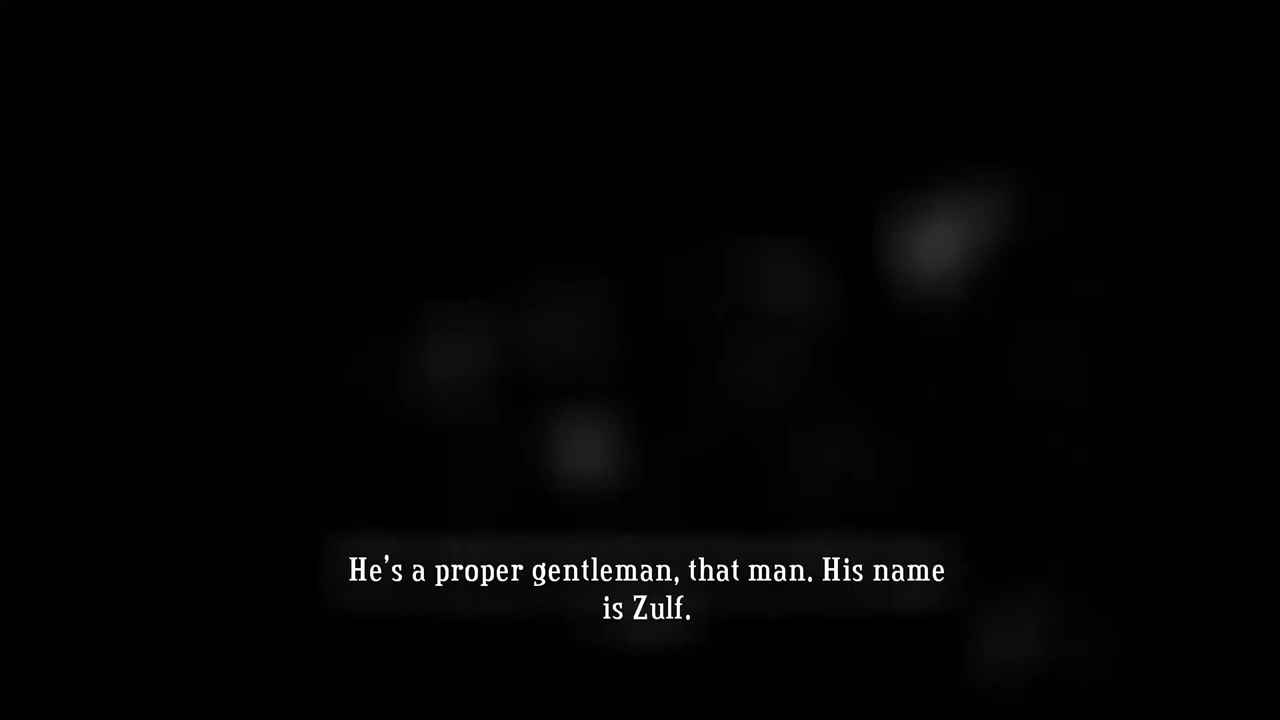 He's a proper gentleman, that man. His name
is Zulf.